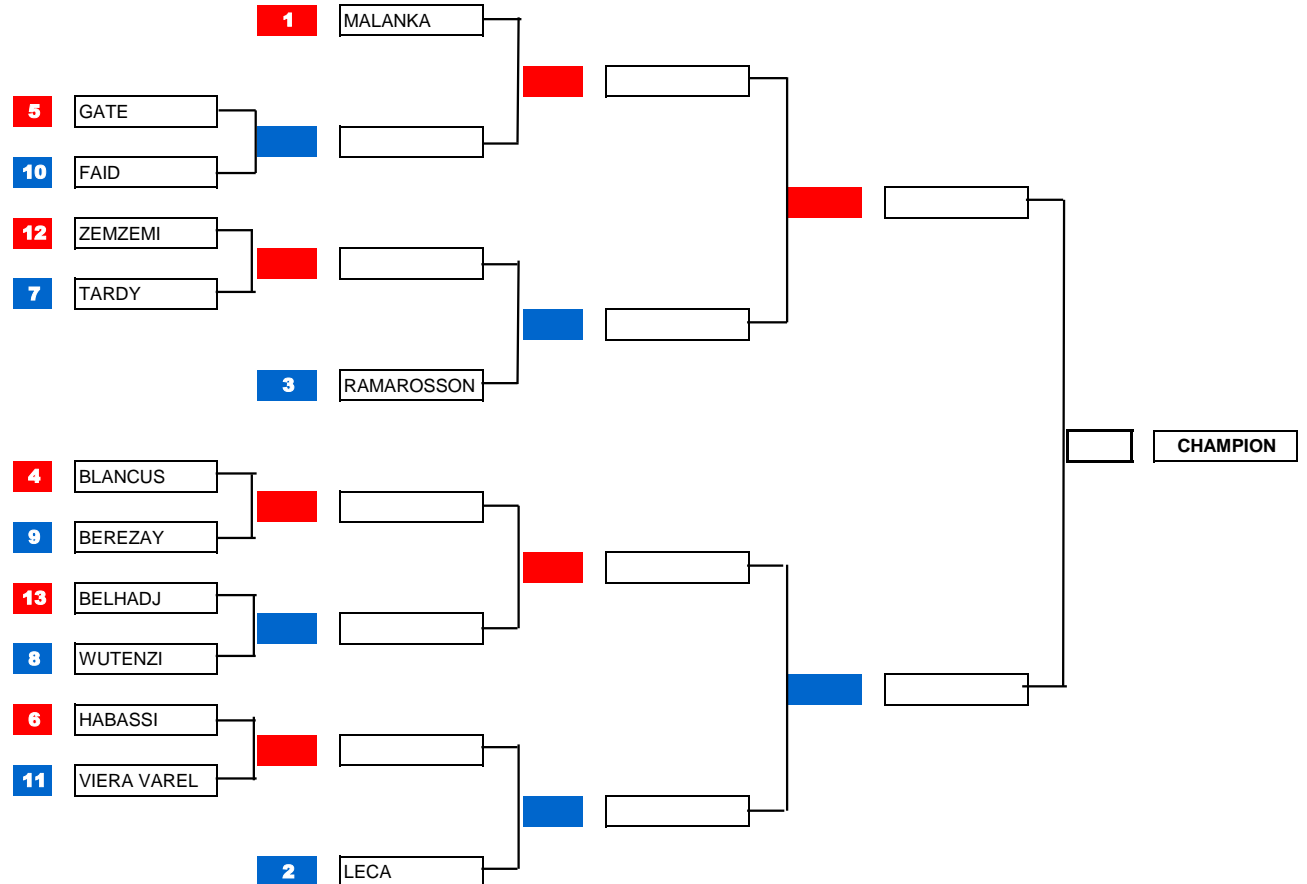 1 MALANKA
5 GATE
10 FAID
12 ZEMZEMI
7 TARDY
3 RAMAROSSON
CHAMPION
4 BLANCUS
9 BEREZAY
13 BELHADJ
8 WUTENZI
6 HABASSI
11 VIERA VAREL
2 LECA